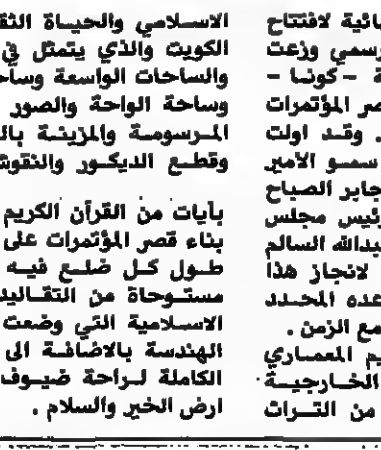 ائية لافتتاح
رسمي وزعت
ة - كونا -
صر المؤتمرات
. وقد اولت
سمو الامير
جابر الصباح
رئيس مجلس
بدالله السالم
لانجاز هذا
عده المحدد
مع الزمن .
يم المعماري
الخارجية
من التراث
الاسلامي والحياة الثق
الكويت والذي يتمثل في
والساحات الواسعة وساح
وساحة الواحة والصور
المرسومة والمزينة بال
وقطع الديكور والنقوش
بآيات من القرآن الكريم
بناء قصر المؤتمرات على
طول كل ضلع فيه
مستوحاة من التقاليد
الاسلامية التي وضعت
الهندسة بالاضافة الى
الكاملة لراحة ضيوف
ارض الخير والسلام .